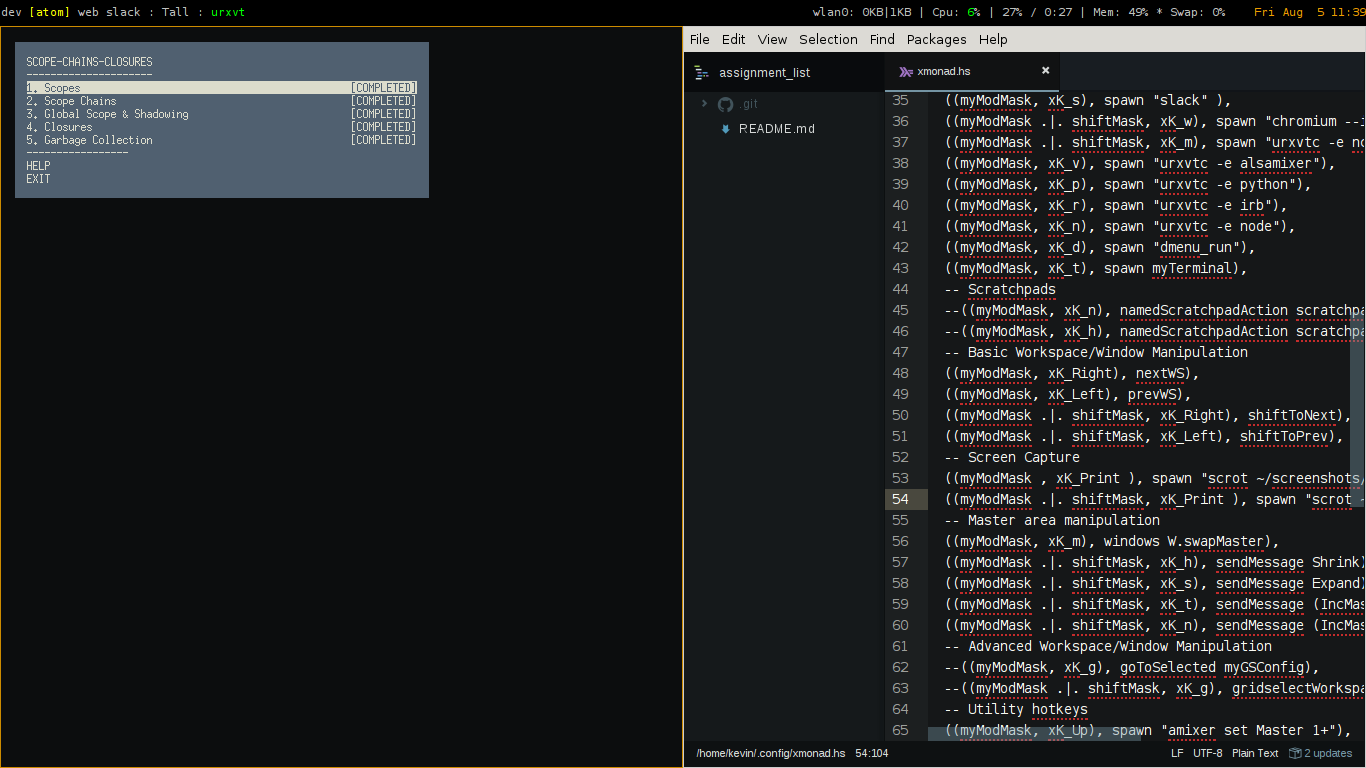 dev [atom] web slack : Tall : urxvt
wlan0: 0KB|1KB | Cpu: 6% | 27% / 0:27 | Mem: 49% * Swap: 0% Fri Aug 5 11:39
SCOPE-CHAINS-CLOSURES
---------------------
1. Scopes [COMPLETED]
2. Scope Chains [COMPLETED]
3. Global Scope & Shadowing [COMPLETED]
4. Closures [COMPLETED]
5. Garbage Collection [COMPLETED]
-----------------
HELP
EXIT
File Edit View Selection Find Packages Help
assignment_list
.git
README.md
xmonad.hs
35 ((myModMask, xK_s), spawn "slack" ),
36 ((myModMask .|. shiftMask, xK_w), spawn "chromium --i
37 ((myModMask .|. shiftMask, xK_m), spawn "urxvtc -e no
38 ((myModMask, xK_v), spawn "urxvtc -e alsamixer"),
39 ((myModMask, xK_p), spawn "urxvtc -e python"),
40 ((myModMask, xK_r), spawn "urxvtc -e irb"),
41 ((myModMask, xK_n), spawn "urxvtc -e node"),
42 ((myModMask, xK_d), spawn "dmenu_run"),
43 ((myModMask, xK_t), spawn myTerminal),
44 -- Scratchpads
45 --((myModMask, xK_n), namedScratchpadAction scratchpa
46 --((myModMask, xK_h), namedScratchpadAction scratchpa
47 -- Basic Workspace/Window Manipulation
48 ((myModMask, xK_Right), nextWS),
49 ((myModMask, xK_Left), prevWS),
50 ((myModMask .|. shiftMask, xK_Right), shiftToNext),
51 ((myModMask .|. shiftMask, xK_Left), shiftToPrev),
52 -- Screen Capture
53 ((myModMask , xK_Print ), spawn "scrot ~/screenshots/
54 ((myModMask .|. shiftMask, xK_Print ), spawn "scrot ~
55 -- Master area manipulation
56 ((myModMask, xK_m), windows W.swapMaster),
57 ((myModMask .|. shiftMask, xK_h), sendMessage Shrink)
58 ((myModMask .|. shiftMask, xK_s), sendMessage Expand)
59 ((myModMask .|. shiftMask, xK_t), sendMessage (IncMas
60 ((myModMask .|. shiftMask, xK_n), sendMessage (IncMas
61 -- Advanced Workspace/Window Manipulation
62 --((myModMask, xK_g), goToSelected myGSConfig),
63 --((myModMask .|. shiftMask, xK_g), gridselectWorkspa
64 -- Utility hotkeys
65 ((myModMask, xK_Up), spawn "amixer set Master 1+"),
/home/kevin/.config/xmonad.hs 54:104
LF UTF-8 Plain Text 2 updates